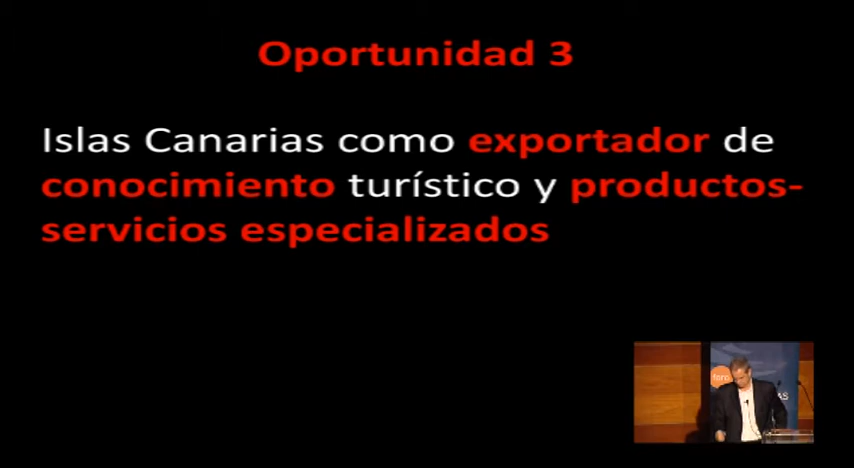 Oportunidad 3
Islas Canarias como exportador de
conocimiento turístico y productos-
servicios especializados